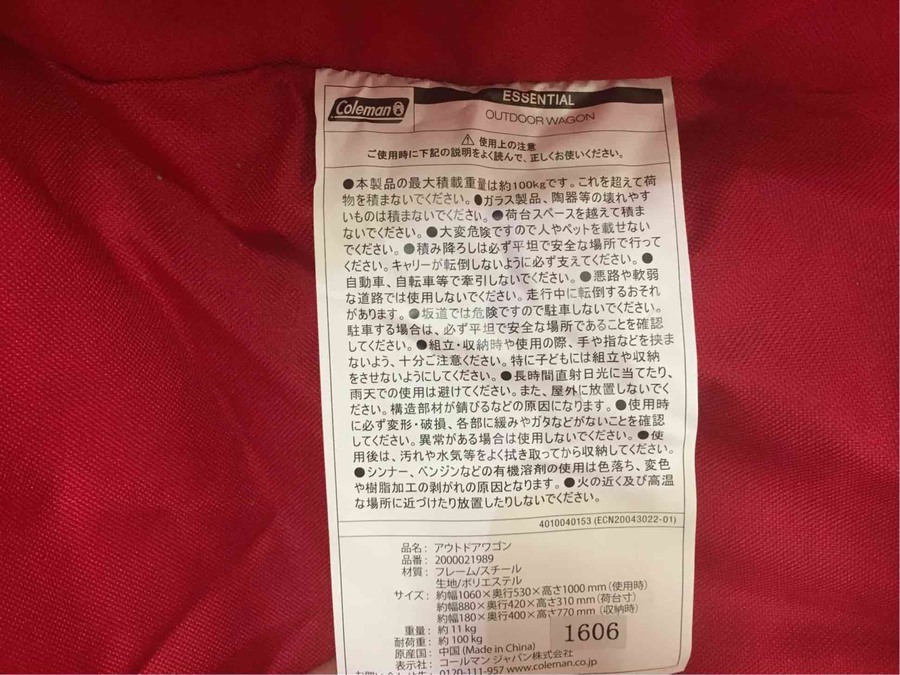 Coleman
ESSENTIAL
OUTDOOR WAGON
⚠ 使用上の注意
ご使用時に下記の説明をよく読んで、正しくお使いください。
●本製品の最大積載重量は約100kgです。これを超えて荷
物を積まないでください。●ガラス製品、陶器等の壊れやす
いものは積まないでください。●荷台スペースを越えて積ま
ないでください。●大変危険ですので人やペットを載せない
でください。●積み降ろしは必ず平坦で安全な場所で行って
ください。キャリーが転倒しないように必ず支えてください。●
自動車、自転車等で牽引しないでください。●悪路や軟弱
な道路では使用しないでください。走行中に転倒するおそれ
があります。●坂道では危険ですので駐車しないでください。
駐車する場合は、必ず平坦で安全な場所であることを確認
してください。●組立・収納時や使用の際、手や指などを挟ま
ないよう、十分ご注意ください。特に子どもには組立や収納
をさせないようにしてください。●長時間直射日光に当てたり、
雨天での使用は避けてください。また、屋外に放置しないでく
ださい。構造部材が錆びるなどの原因になります。●使用時
に必ず変形・破損、各部に緩みやガタなどがないことを確認
してください。異常がある場合は使用しないでください。●使
用後は、汚れや水気等をよく拭き取ってから収納してください。
●シンナー、ベンジンなどの有機溶剤の使用は色落ち、変色
や樹脂加工の剥がれの原因となります。●火の近く及び高温
な場所に近づけたり放置したりしないでください。
4010040153 (ECN20043022-01)
品名: アウトドアワゴン
品番: 2000021989
材質: フレーム/スチール
生地/ポリエステル
サイズ: 約幅1060×奥行530×高さ1000mm(使用時)
約幅880×奥行420×高さ310mm(荷台寸)
約幅180×奥行400×高さ770mm(収納時)
重量: 約11kg
耐荷重: 約100kg
原産国: 中国(Made in China)
表示社: コールマン ジャパン株式会社
お問い合わせ先: 0120-111-957 www.coleman.co.jp
1606